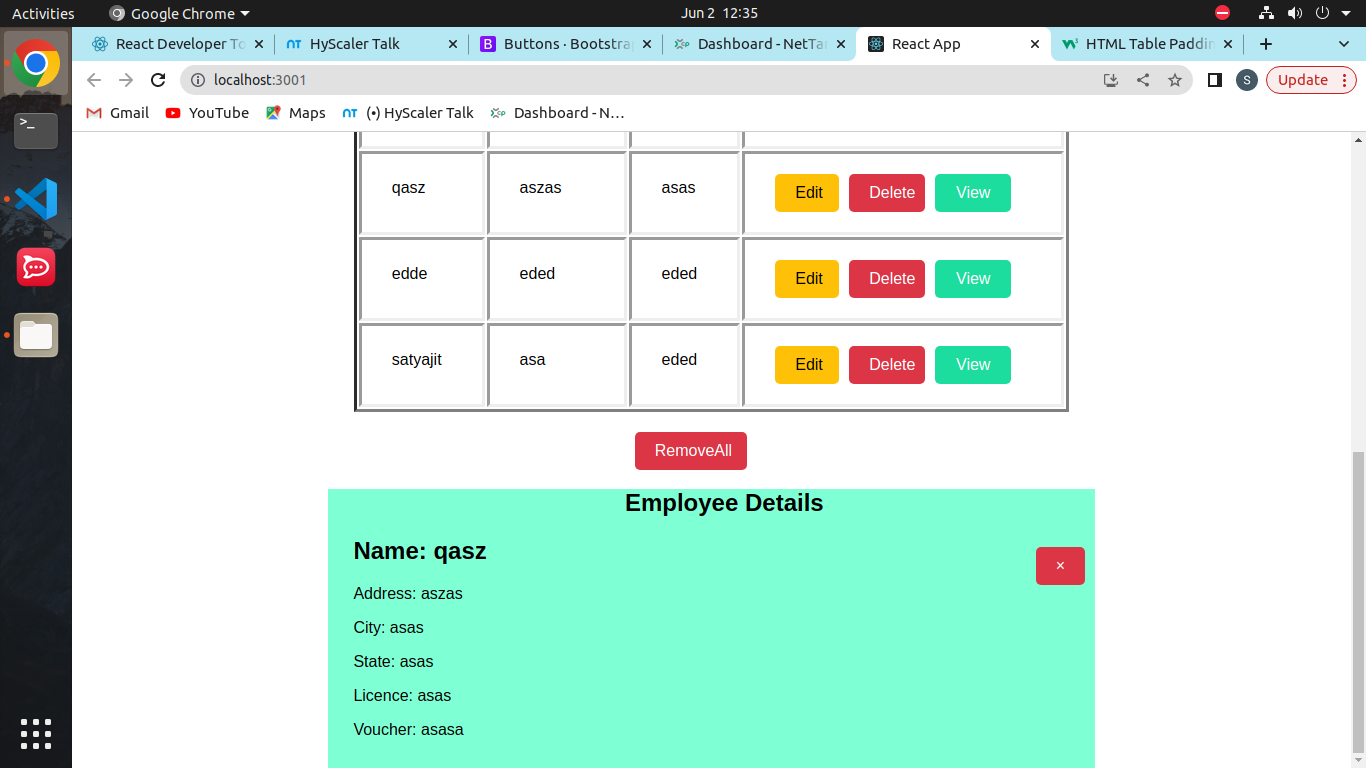 Activities Google Chrome Jun 2 12:35
React Developer To HyScaler Talk Buttons · Bootstrap Dashboard - NetTa React App HTML Table Paddin
localhost:3001 S Update
Gmail YouTube Maps (•) HyScaler Talk Dashboard - N…
qasz aszas asas Edit Delete View
edde eded eded Edit Delete View
satyajit asa eded Edit Delete View
RemoveAll
Employee Details
Name: qasz
×
Address: aszas
City: asas
State: asas
Licence: asas
Voucher: asasa